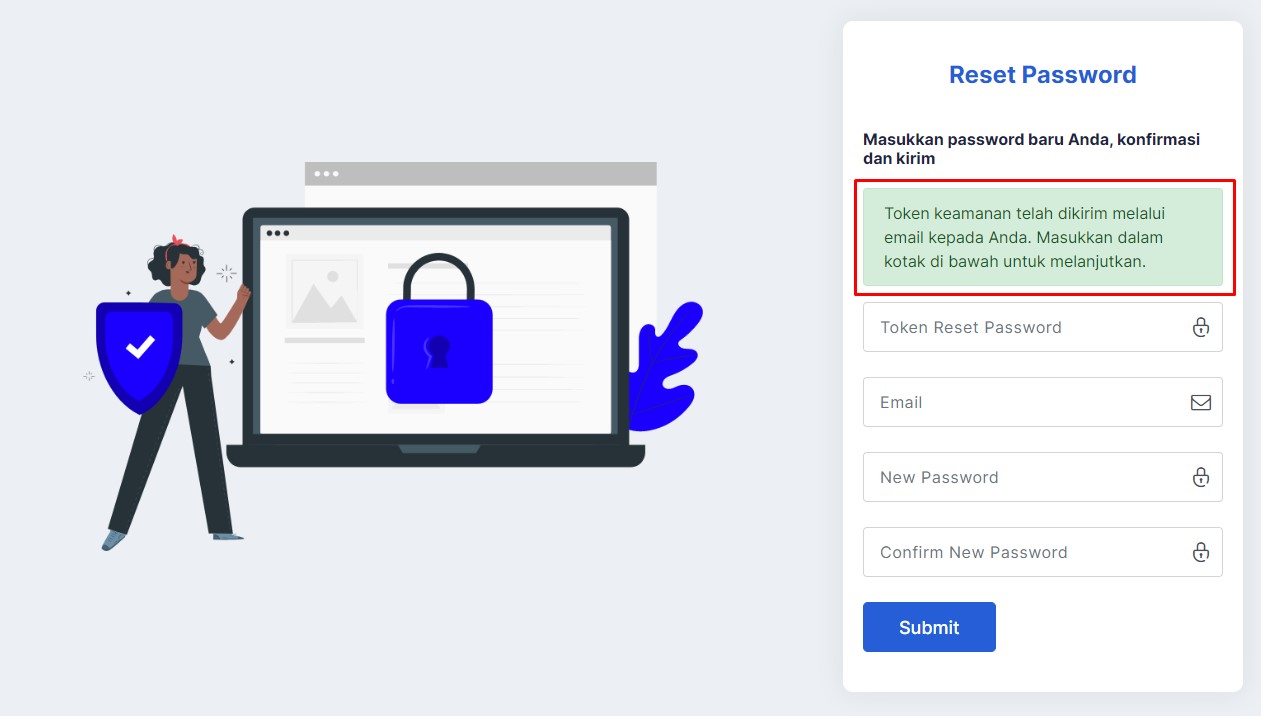 Reset Password
Masukkan password baru Anda, konfirmasi
dan kirim
Token keamanan telah dikirim melalui
email kepada Anda. Masukkan dalam
kotak di bawah untuk melanjutkan.
Token Reset Password
Email
New Password
Confirm New Password
Submit